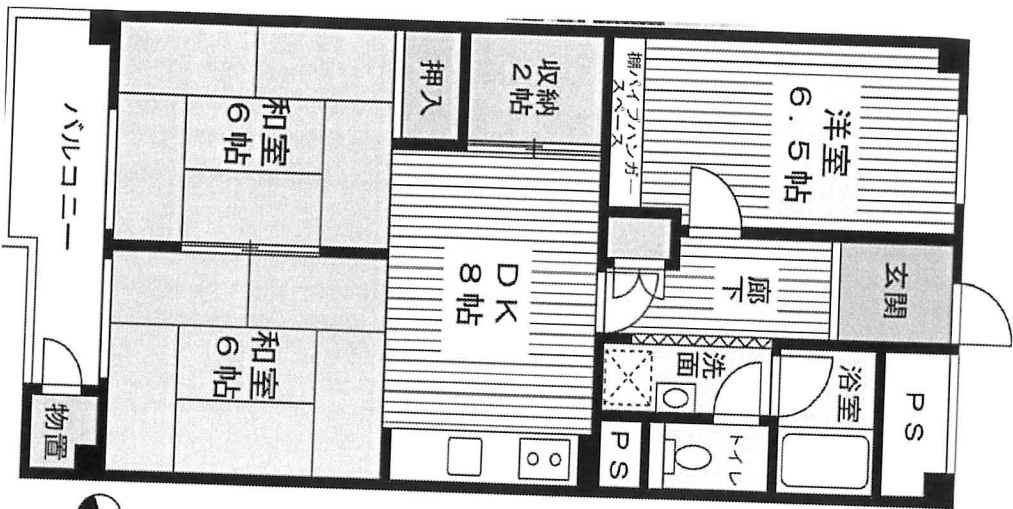 洋室
6.5帖
棚パイプハンガー
スペース
収納
2帖
押入
和室
6帖
バルコニー
玄関
廊下
DK
8帖
和室
6帖
洗面
浴室
PS
トイレ
PS
物置